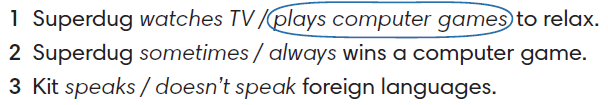 1 Superdug watches TV / plays computer games to relax.
2 Superdug sometimes / always wins a computer game.
3 Kit speaks / doesn't speak foreign languages.